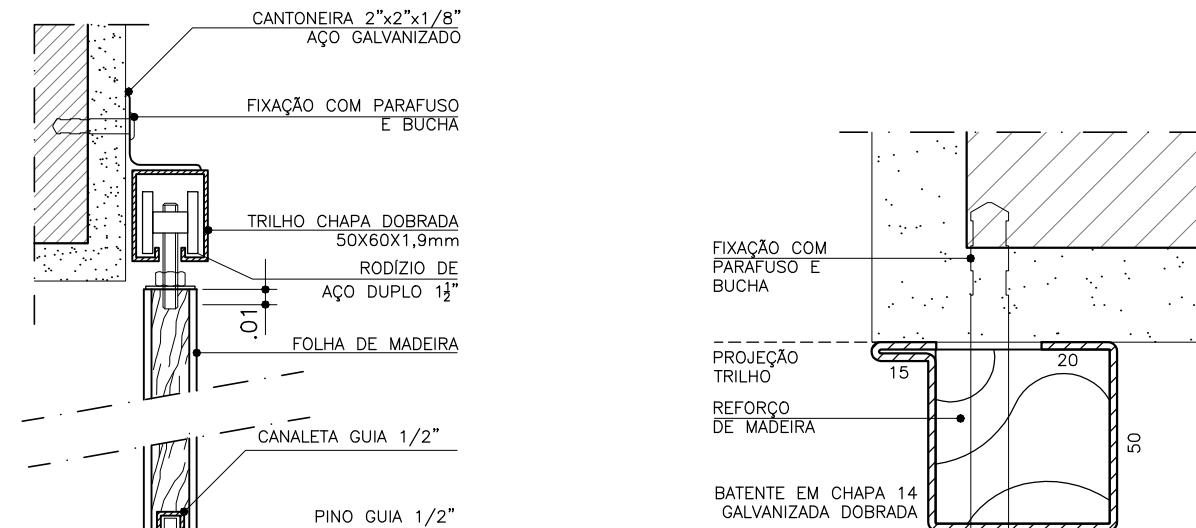 CANTONEIRA 2"x2"x1/8"
AÇO GALVANIZADO
FIXAÇÃO COM PARAFUSO
E BUCHA
TRILHO CHAPA DOBRADA
50X60X1,9mm
RODÍZIO DE
AÇO DUPLO 1½"
.01
FOLHA DE MADEIRA
CANALETA GUIA 1/2"
PINO GUIA 1/2"
FIXAÇÃO COM
PARAFUSO E
BUCHA
PROJEÇÃO
TRILHO
15
20
REFORÇO
DE MADEIRA
50
BATENTE EM CHAPA 14
GALVANIZADA DOBRADA